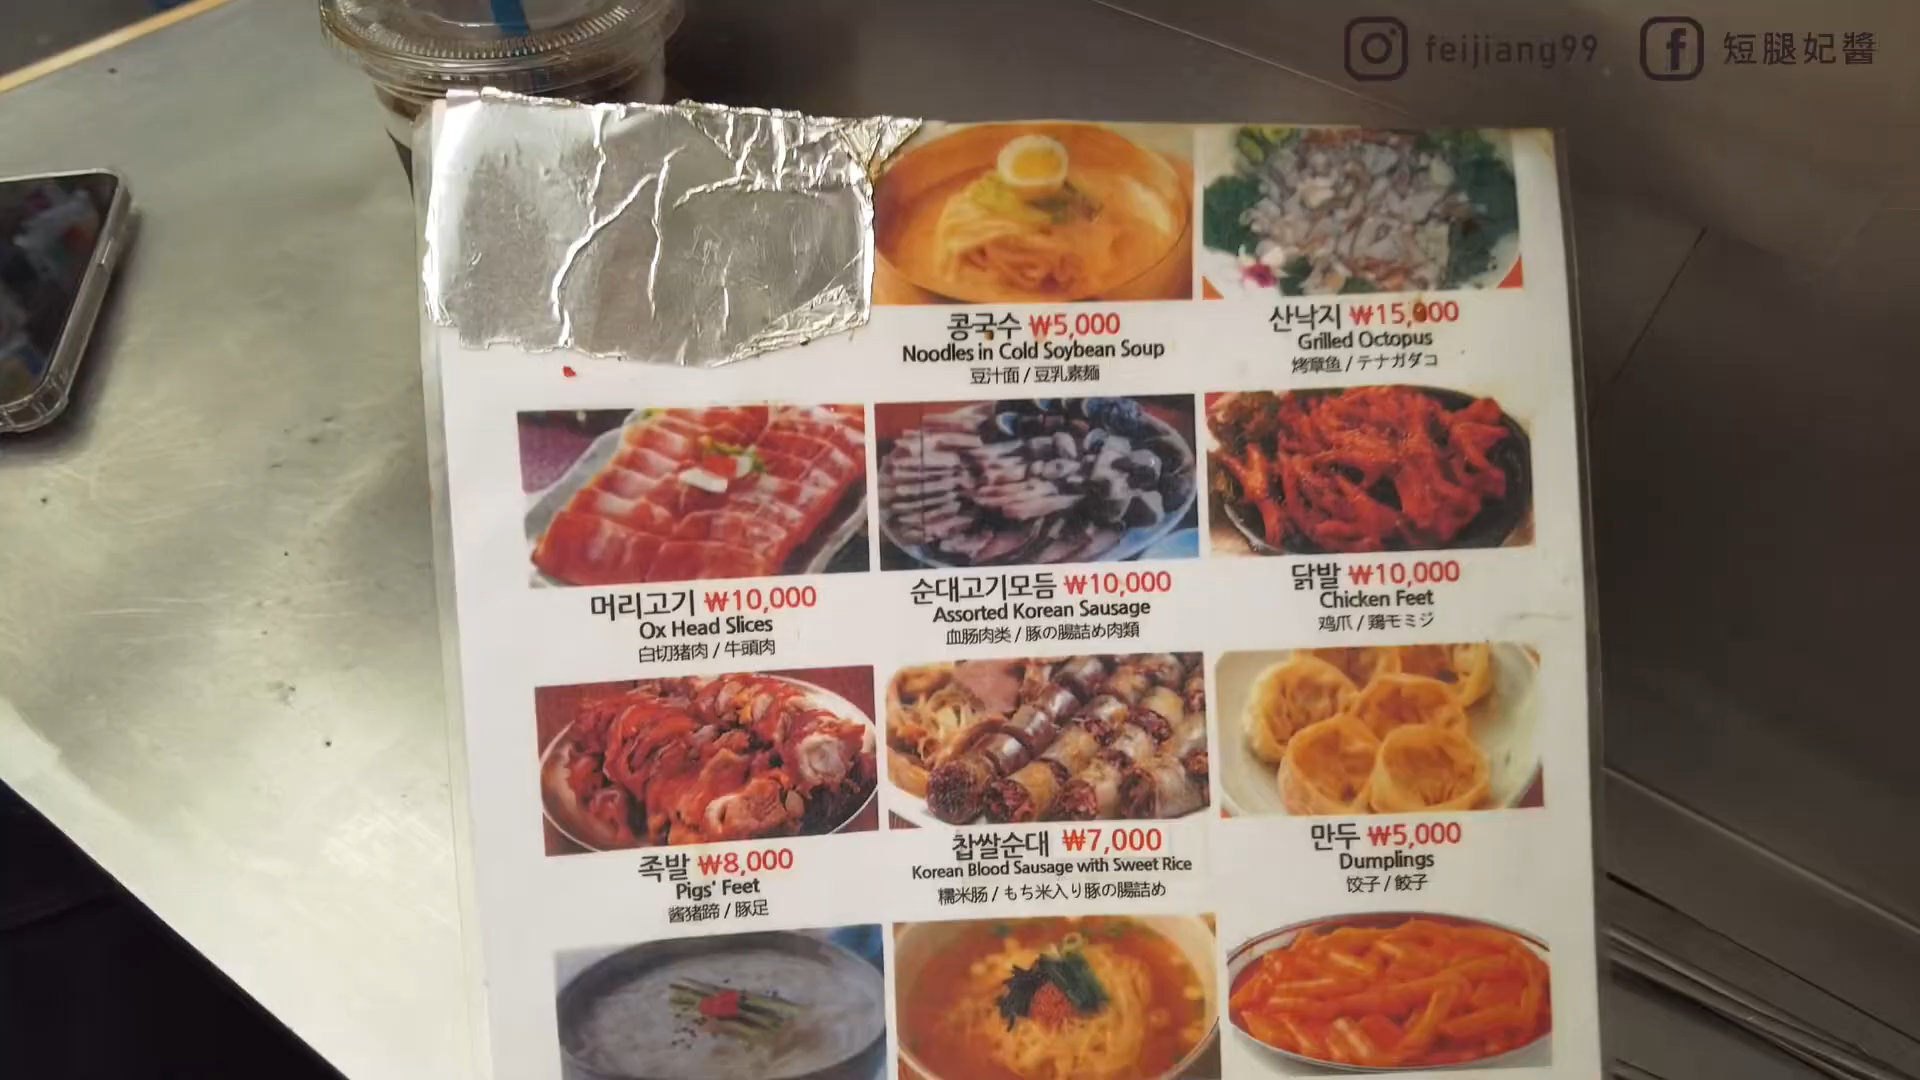 feijiang99 短腿妃醬
콩국수 ₩5,000
Noodles in Cold Soybean Soup
豆汁面 / 豆乳素麺
산낙지 ₩15,000
Grilled Octopus
烤章鱼 / テナガダコ
머리고기 ₩10,000
Ox Head Slices
白切猪肉 / 牛頭肉
순대고기모듬 ₩10,000
Assorted Korean Sausage
血肠肉类 / 豚の腸詰め肉類
닭발 ₩10,000
Chicken Feet
鸡爪 / 鶏モミジ
족발 ₩8,000
Pigs' Feet
酱猪蹄 / 豚足
찹쌀순대 ₩7,000
Korean Blood Sausage with Sweet Rice
糯米肠 / もち米入り豚の腸詰め
만두 ₩5,000
Dumplings
饺子 / 餃子